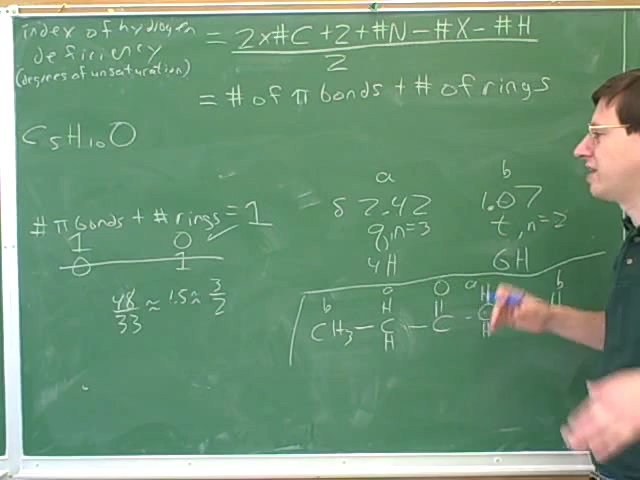 index of hydrogen deficiency = 2x#C + 2 + #N - #X - #H
(degrees of unsaturation) 2
= # of π bonds + # of rings
C5H10O
a b
δ 2.42 1.07
q, n=3 t, n=2
4H 6H
# π bonds + # rings = 1
1 0
0 1
48/33 ≈ 1.5 ≈ 3/2
b a O a b
H H H
CH3 - C - C - C
H H